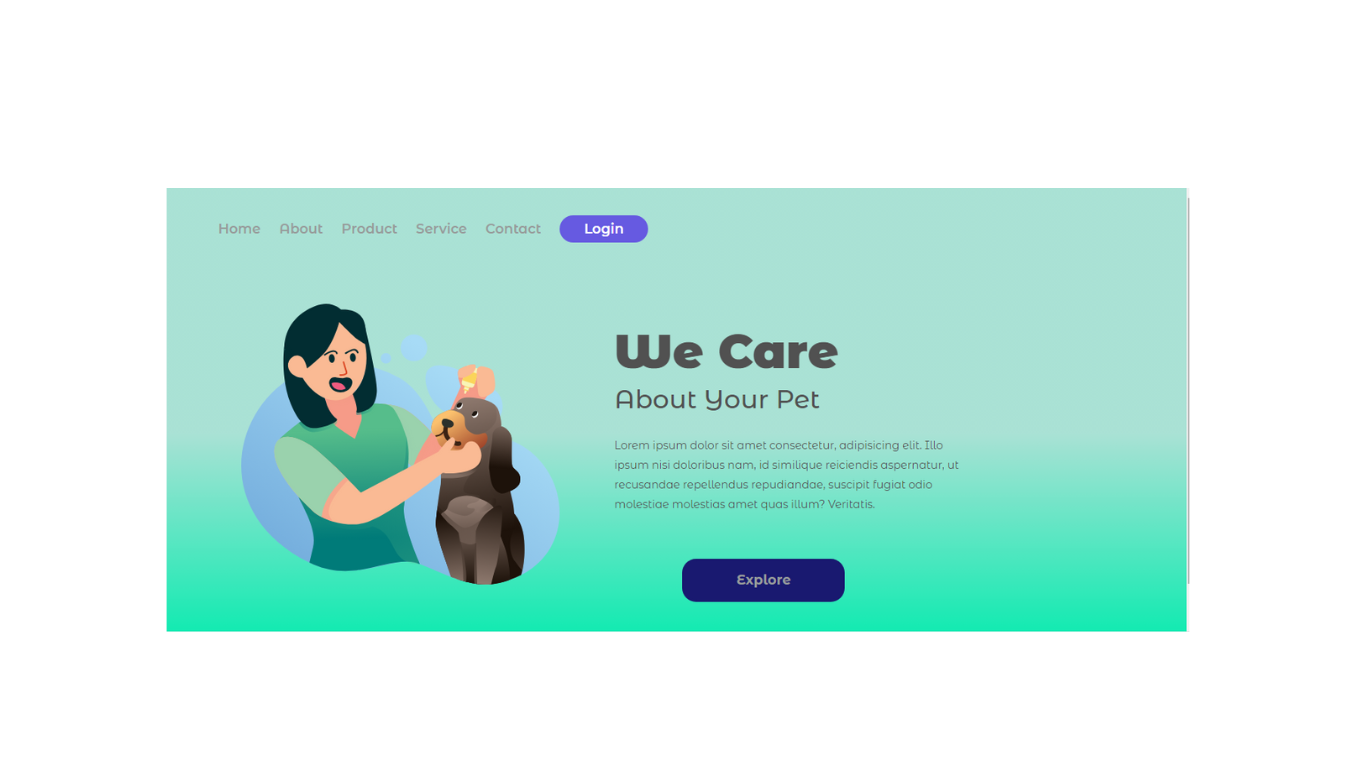 Home About Product Service Contact Login
We Care
About Your Pet
Lorem ipsum dolor sit amet consectetur, adipisicing elit. Illo
ipsum nisi doloribus nam, id similique reiciendis aspernatur, ut
recusandae repellendus repudiandae, suscipit fugiat odio
molestiae molestias amet quas illum? Veritatis.
Explore